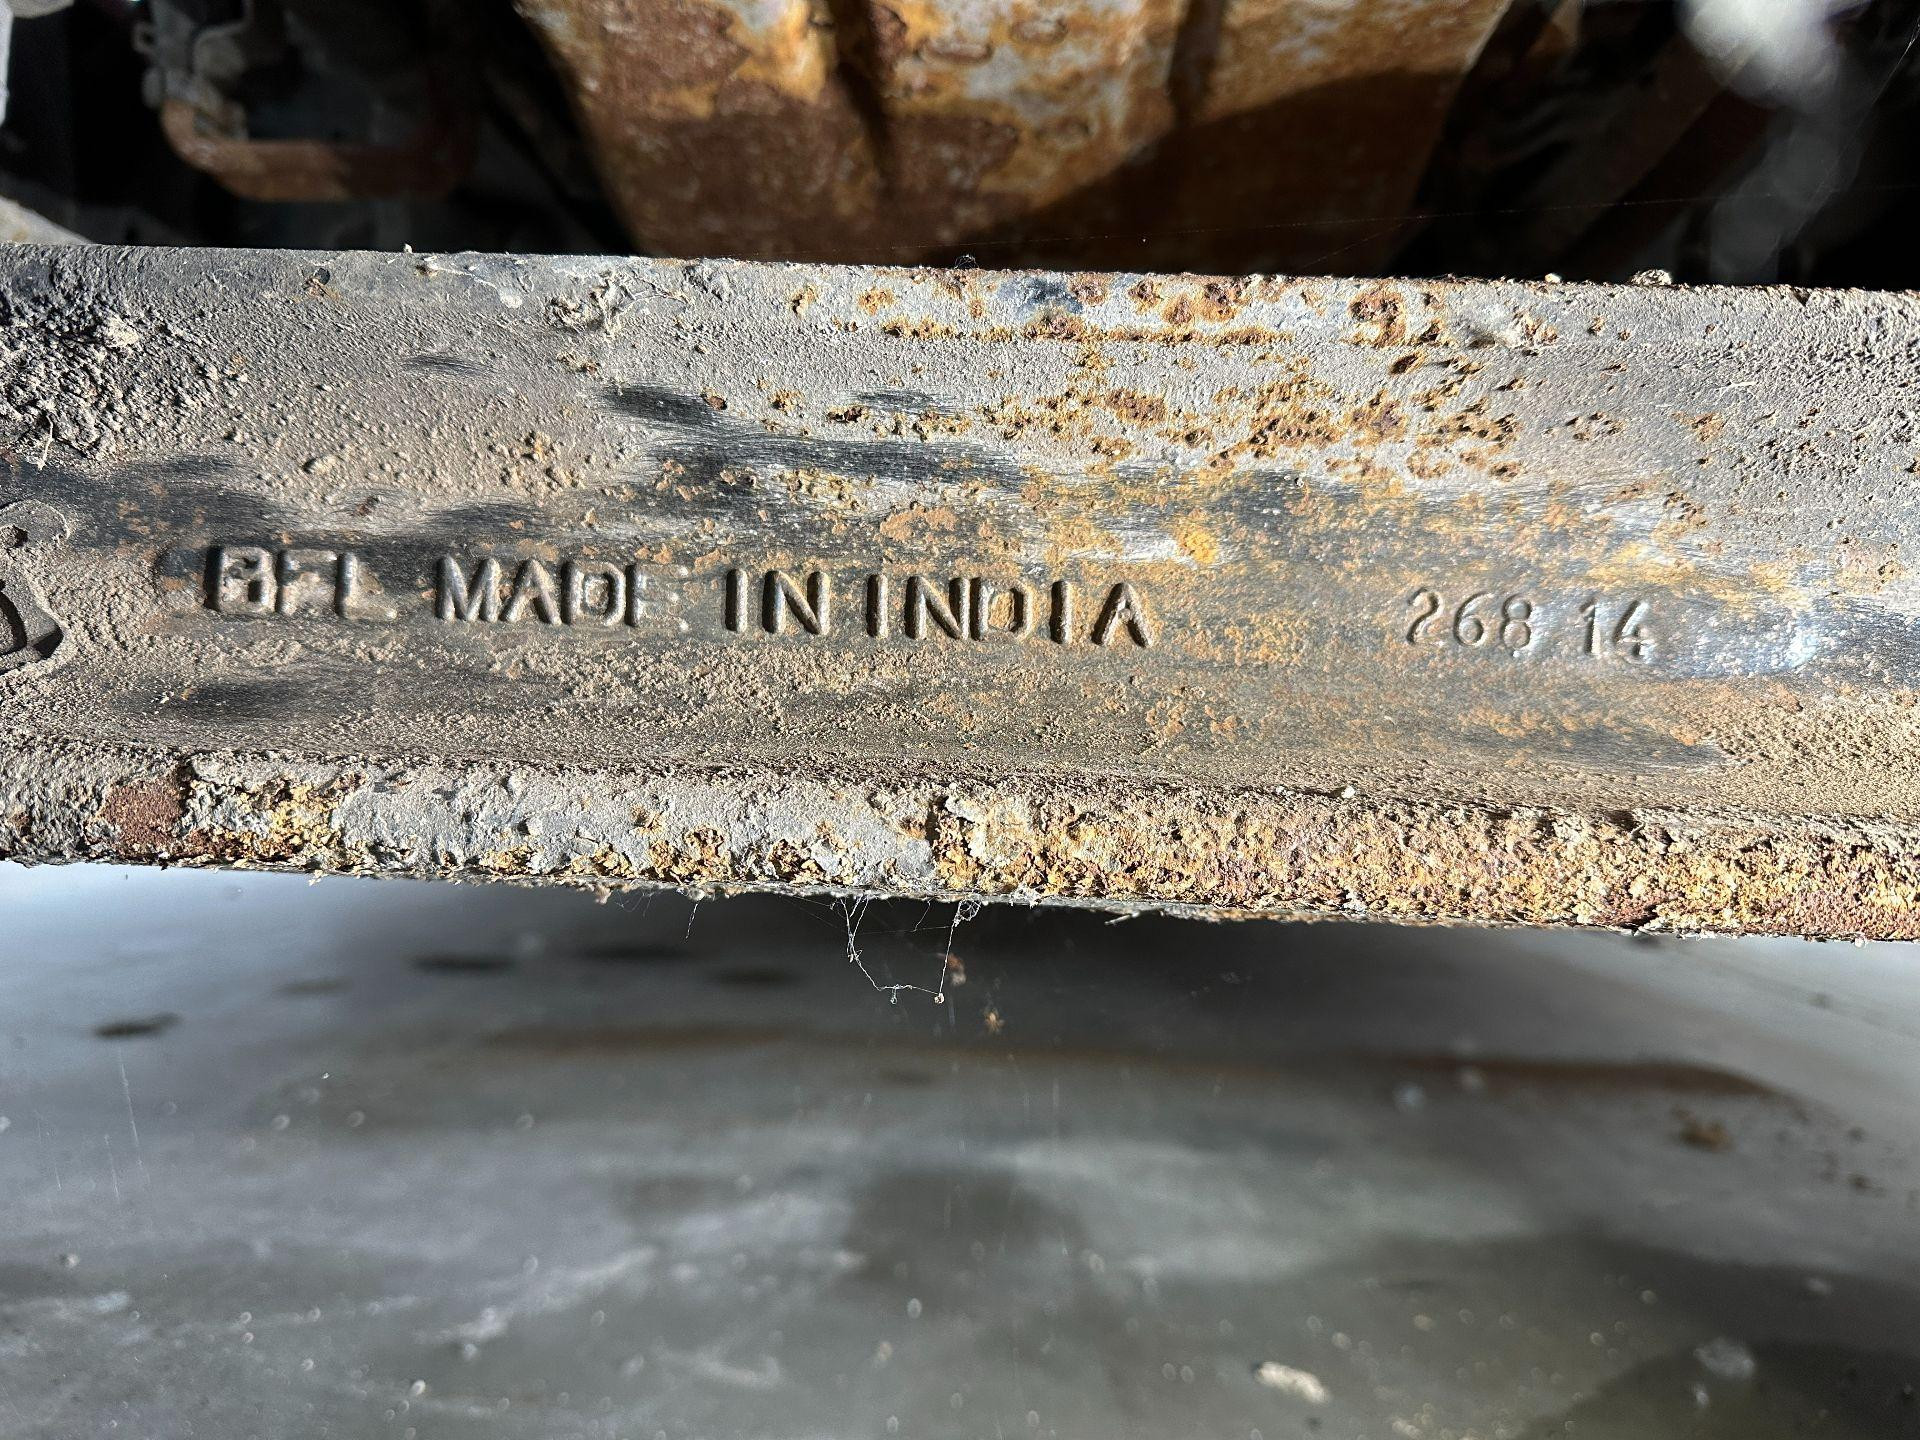 BFL MADE IN INDIA 268 14